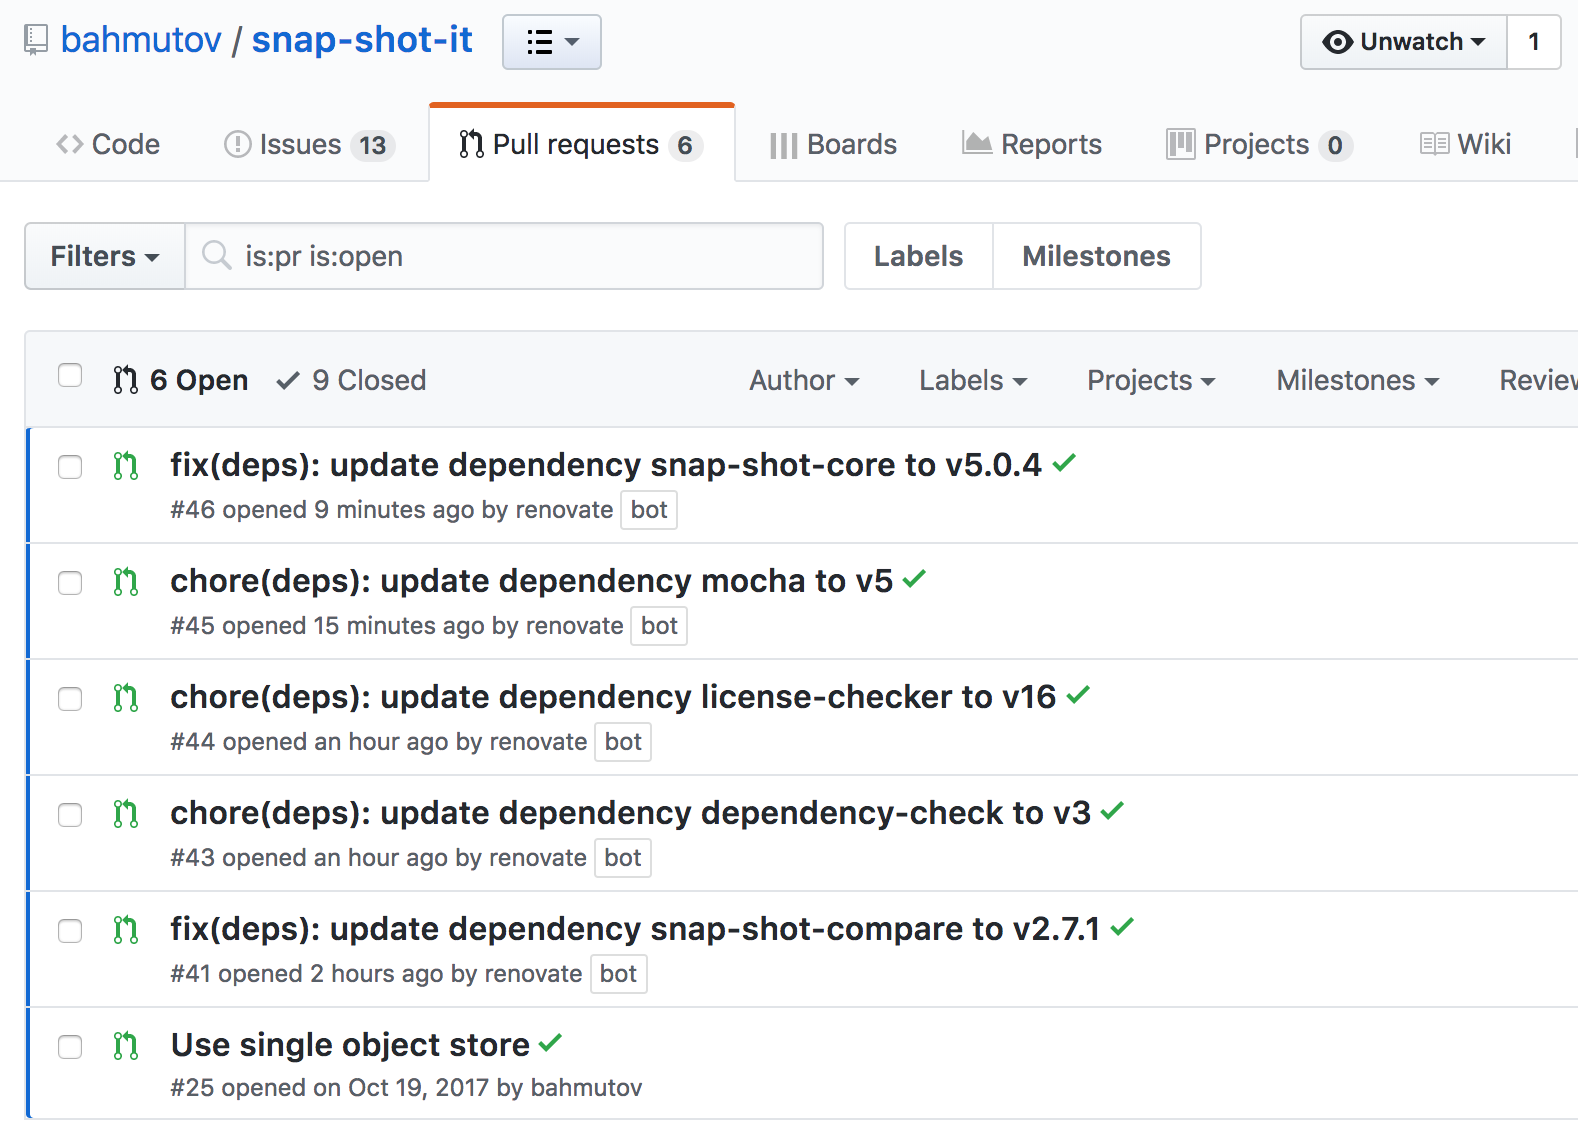 bahmutov / snap-shot-it
Unwatch 1
Code Issues 13 Pull requests 6 Boards Reports Projects 0 Wiki
Filters is:pr is:open Labels Milestones
6 Open 9 Closed Author Labels Projects Milestones Review
fix(deps): update dependency snap-shot-core to v5.0.4
#46 opened 9 minutes ago by renovate bot
chore(deps): update dependency mocha to v5
#45 opened 15 minutes ago by renovate bot
chore(deps): update dependency license-checker to v16
#44 opened an hour ago by renovate bot
chore(deps): update dependency dependency-check to v3
#43 opened an hour ago by renovate bot
fix(deps): update dependency snap-shot-compare to v2.7.1
#41 opened 2 hours ago by renovate bot
Use single object store
#25 opened on Oct 19, 2017 by bahmutov